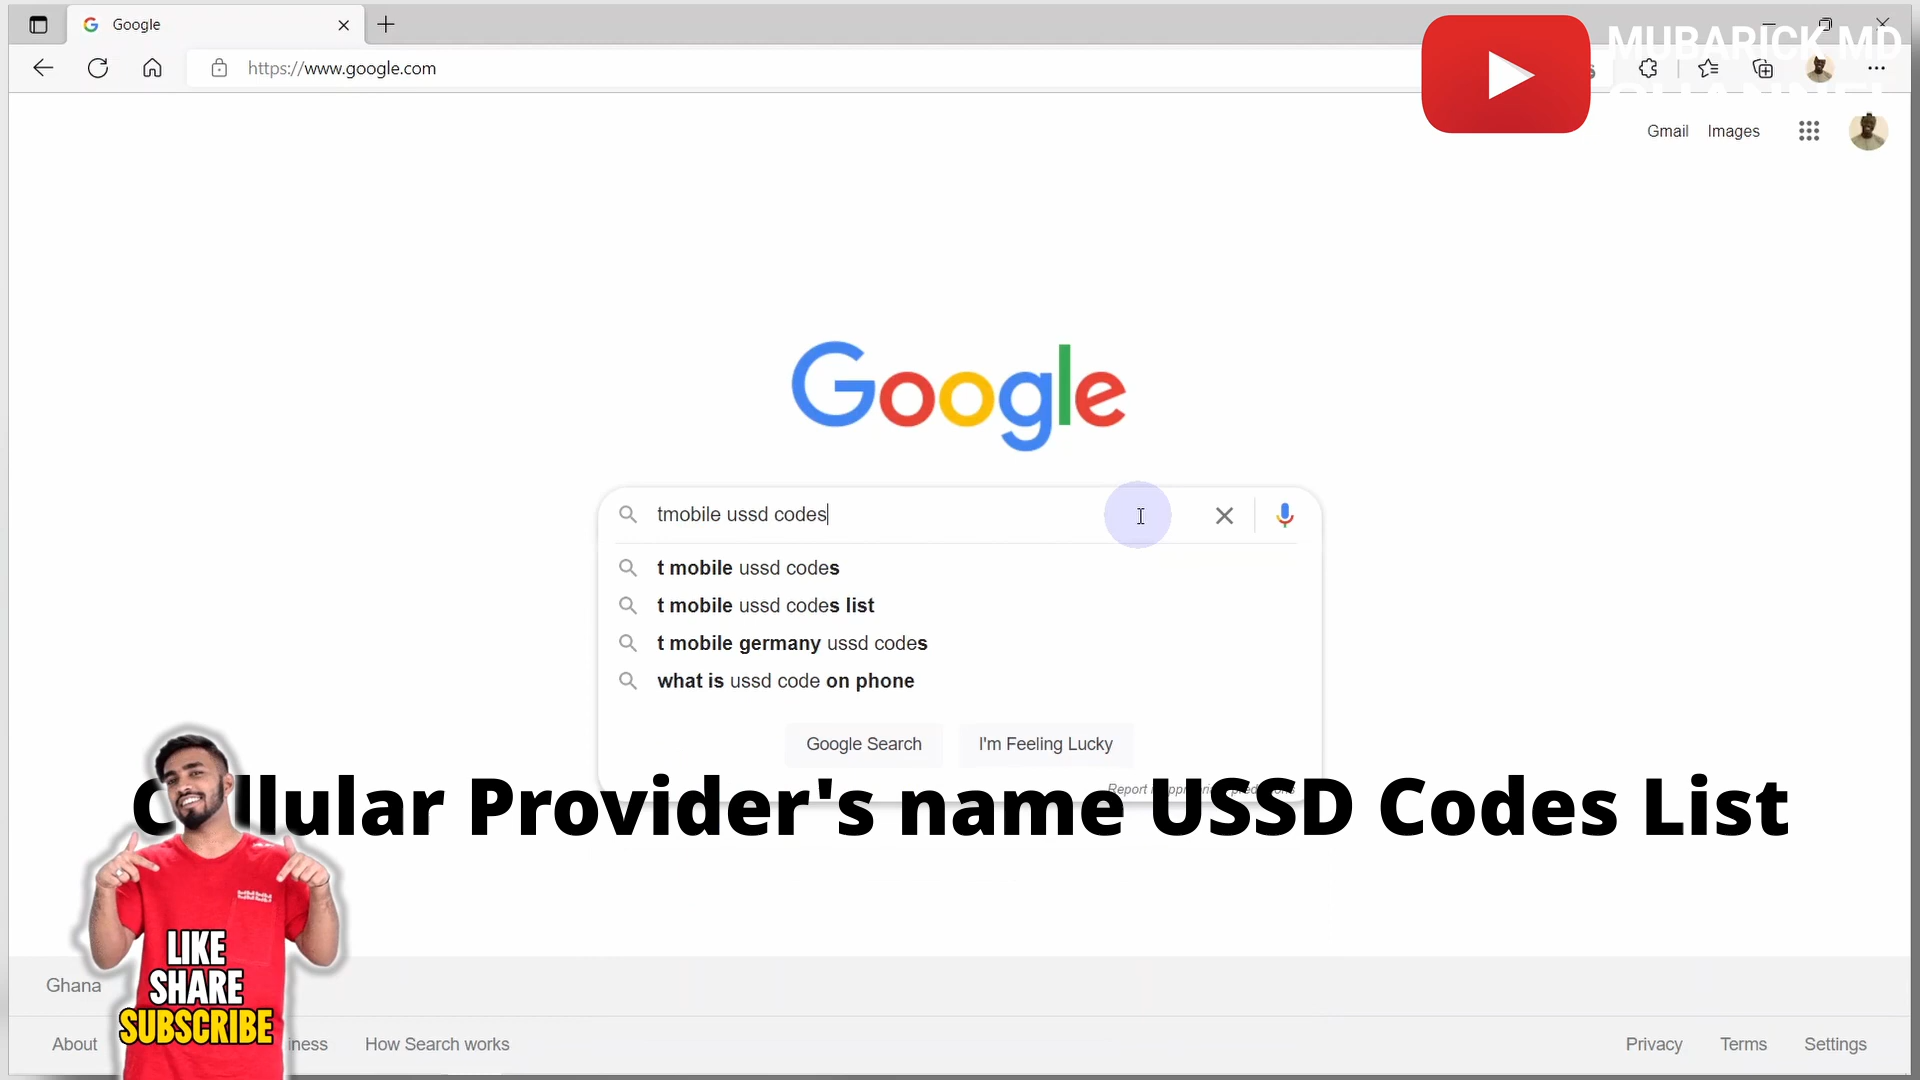 Google
https://www.google.com
MUBARICK MD
CHANNEL
Gmail Images
Google
tmobile ussd codes
t mobile ussd codes
t mobile ussd codes list
t mobile germany ussd codes
what is ussd code on phone
Google Search I'm Feeling Lucky
Cellular Provider's name USSD Codes List
LIKE
SHARE
SUBSCRIBE
Ghana
About How Search works Privacy Terms Settings